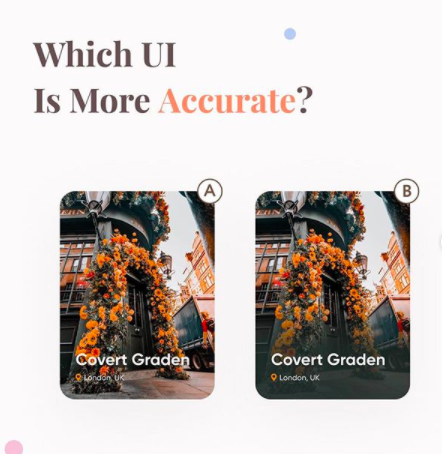 Which UI
Is More Accurate?
A
B
Covert Graden
London, UK
Covert Graden
London, UK